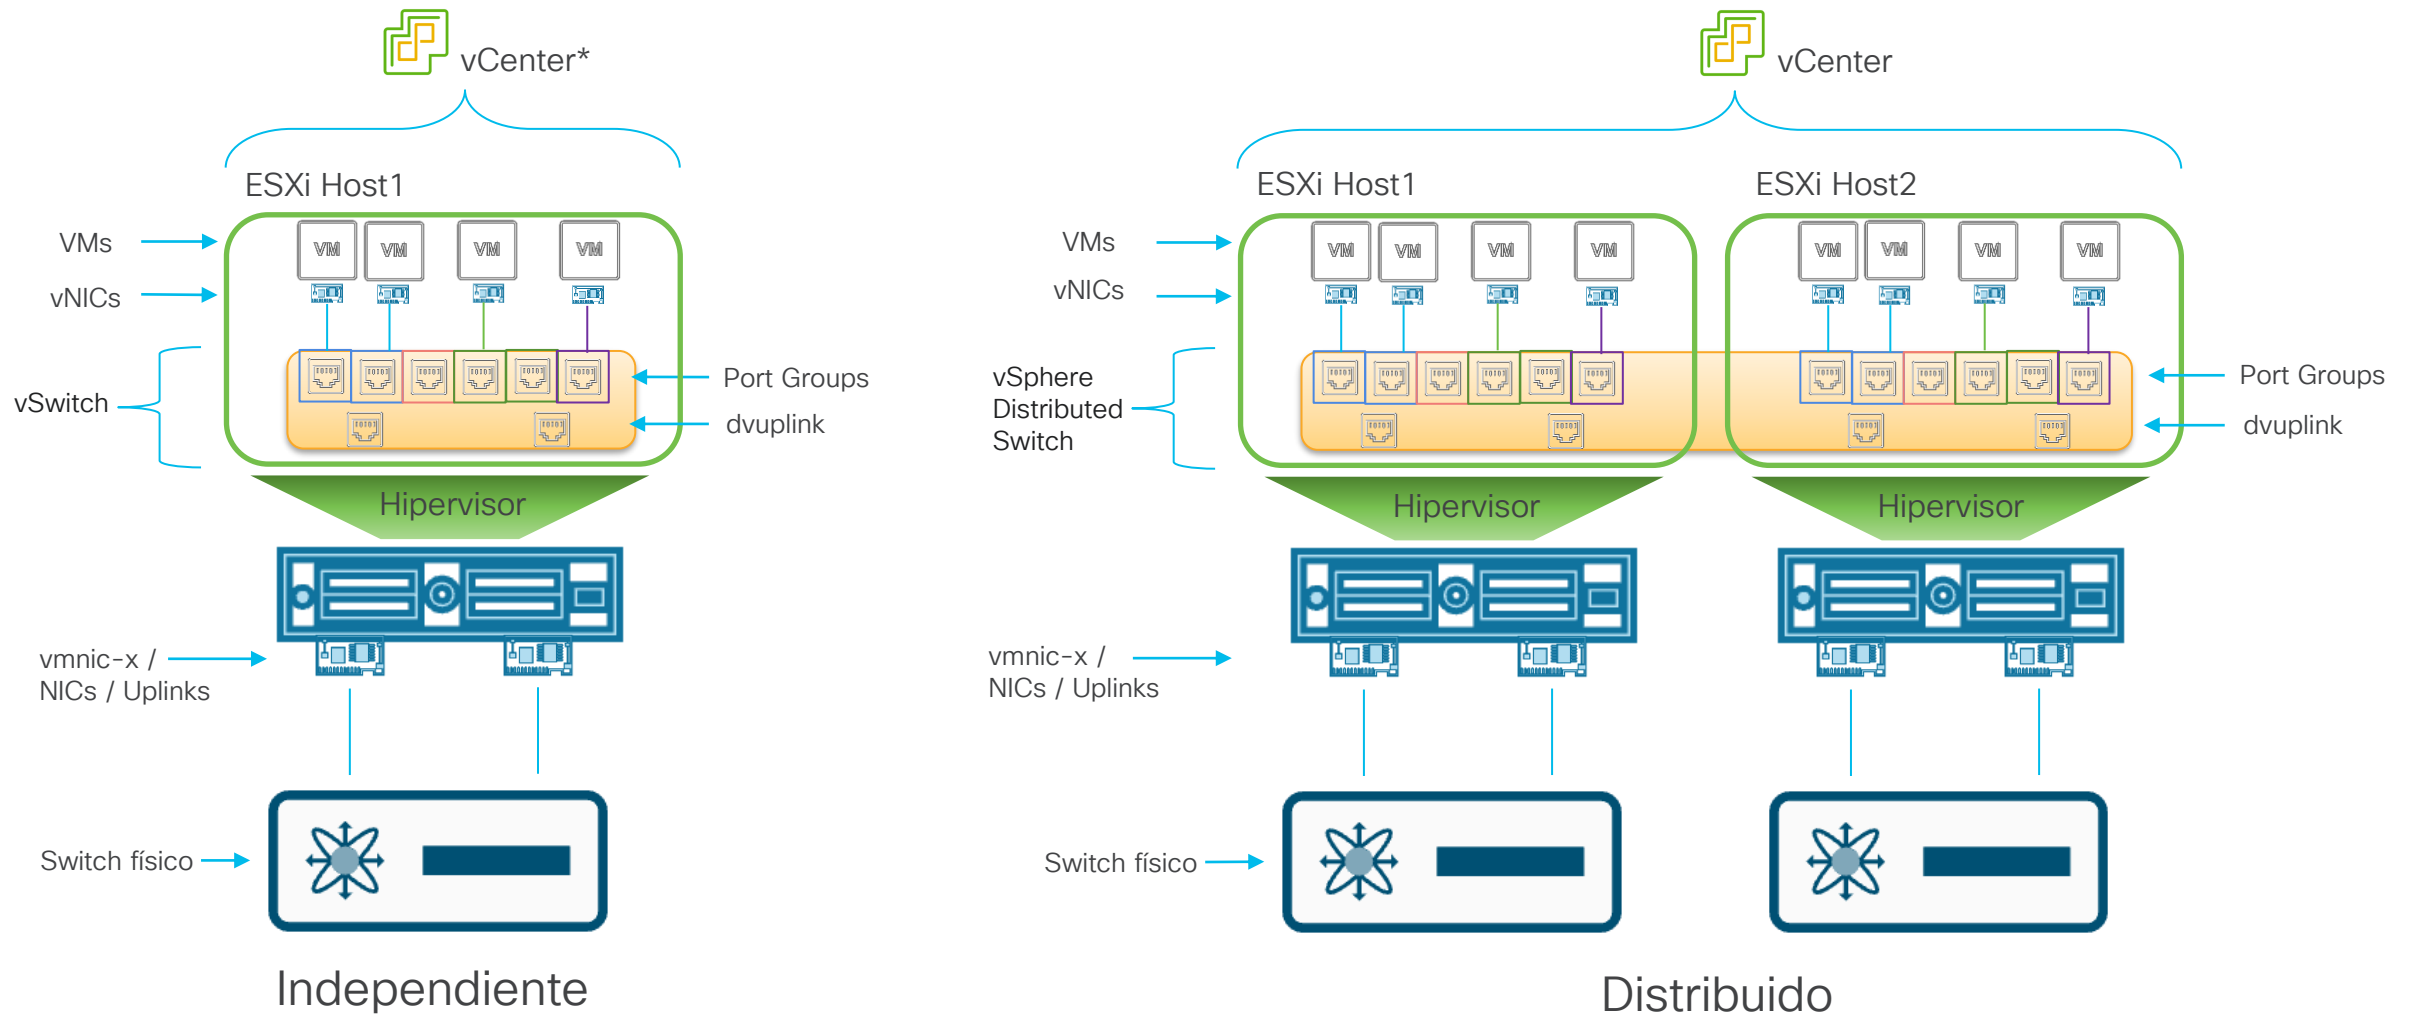 vCenter*
ESXi Host1
VMs
VM
VM
VM
VM
vNICs
vSwitch
Port Groups
dvuplink
Hipervisor
vmnic-x /
NICs / Uplinks
Switch físico
Independiente
vCenter
ESXi Host1
ESXi Host2
VMs
VM
VM
VM
VM
VM
VM
VM
VM
vNICs
vSphere
Distributed
Switch
Port Groups
dvuplink
Hipervisor
Hipervisor
vmnic-x /
NICs / Uplinks
Switch físico
Distribuido